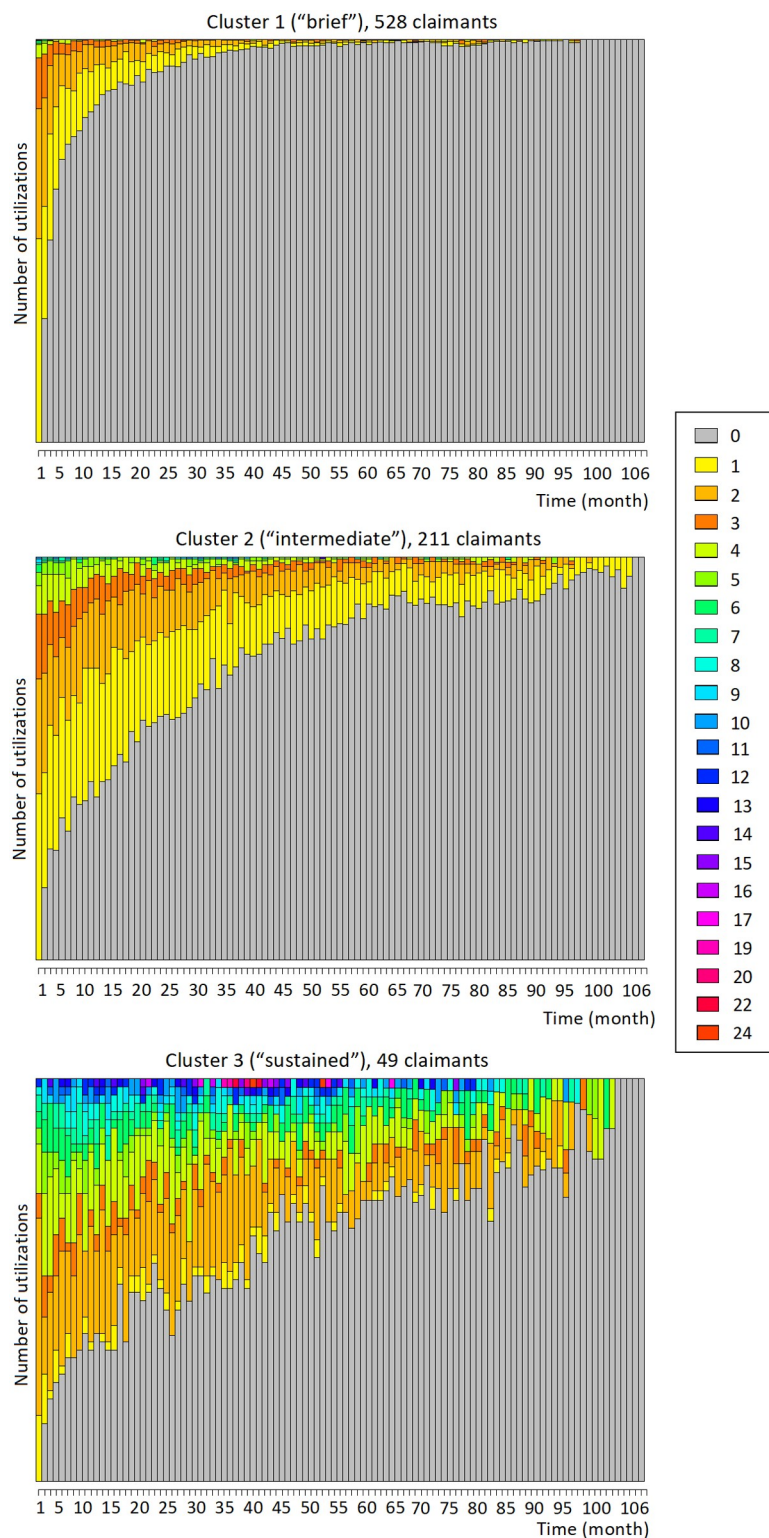 Cluster 1 (“brief”), 528 claimants
Number of utilizations
1 5 10 15 20 25 30 35 40 45 50 55 60 65 70 75 80 85 90 95 100 106
Time (month)
Cluster 2 (“intermediate”), 211 claimants
Number of utilizations
1 5 10 15 20 25 30 35 40 45 50 55 60 65 70 75 80 85 90 95 100 106
Time (month)
Cluster 3 (“sustained”), 49 claimants
Number of utilizations
1 5 10 15 20 25 30 35 40 45 50 55 60 65 70 75 80 85 90 95 100 106
Time (month)
0
1
2
3
4
5
6
7
8
9
10
11
12
13
14
15
16
17
19
20
22
24